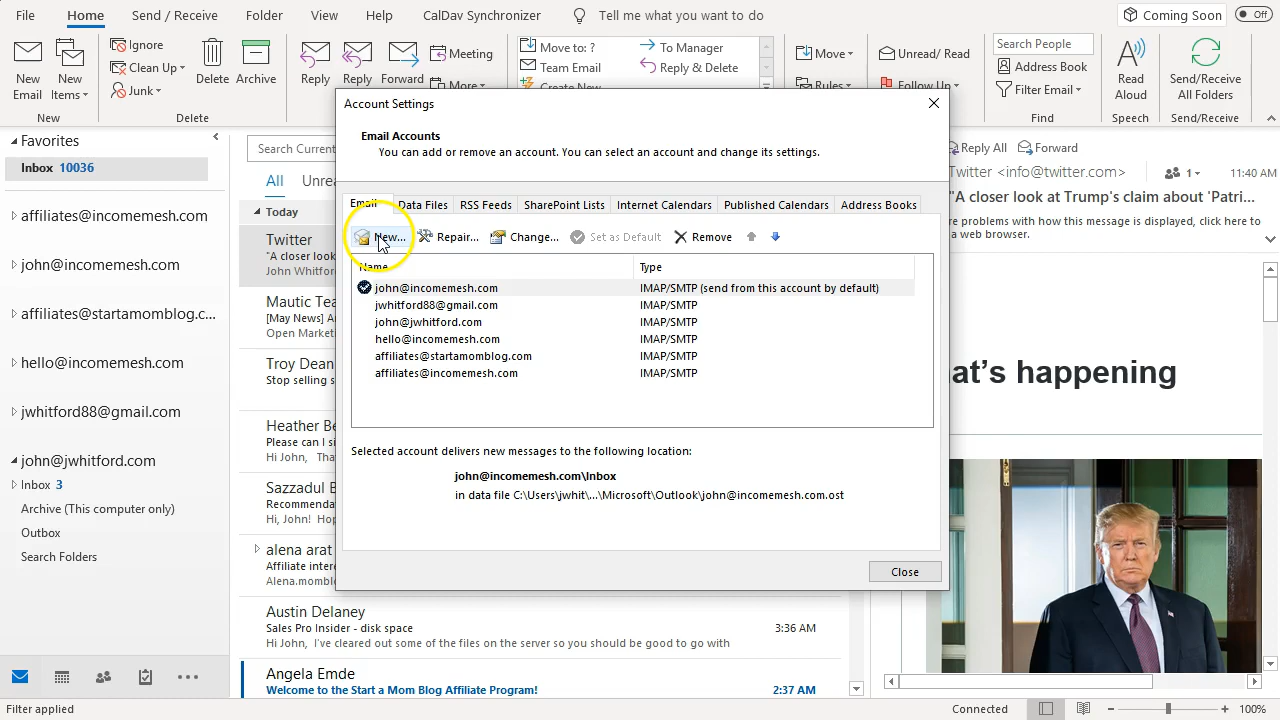 File Home Send / Receive Folder View Help CalDav Synchronizer Tell me what you want to do Coming Soon Off
New Email
New Items
New
Ignore
Clean Up
Junk
Delete
Archive
Delete
Reply
Reply
Forward
Meeting
More
Move to: ?
Team Email
Create New
To Manager
Reply & Delete
Move
Rules
Unread/ Read
Follow Up
Search People
Address Book
Filter Email
Find
Read Aloud
Speech
Send/Receive All Folders
Send/Receive
Favorites
Inbox 10036
affiliates@incomemesh.com
john@incomemesh.com
affiliates@startamomblog.c...
hello@incomemesh.com
jwhitford88@gmail.com
john@jwhitford.com
Inbox 3
Archive (This computer only)
Outbox
Search Folders
Search Current
All Unre
Today
Twitter
"A closer look
John Whitford
Mautic Tea
[May News]
Open Market
Troy Dean
Stop selling s
Heather Be
Please can I si
Hi John, Tha
Sazzadul B
Recommenda
Hi, John! Hop
alena arat
Affiliate inter
Alena.momblo
Austin Delaney
Sales Pro Insider - disk space 3:36 AM
Hi John, I've cleared out some of the files on the server so you should be good to go with
Angela Emde
Welcome to the Start a Mom Blog Affiliate Program! 2:37 AM
Account Settings
Email Accounts
You can add or remove an account. You can select an account and change its settings.
Email Data Files RSS Feeds SharePoint Lists Internet Calendars Published Calendars Address Books
New... Repair... Change... Set as Default Remove
Name Type
john@incomemesh.com IMAP/SMTP (send from this account by default)
jwhitford88@gmail.com IMAP/SMTP
john@jwhitford.com IMAP/SMTP
hello@incomemesh.com IMAP/SMTP
affiliates@startamomblog.com IMAP/SMTP
affiliates@incomemesh.com IMAP/SMTP
Selected account delivers new messages to the following location:
john@incomemesh.com\Inbox
in data file C:\Users\jwhit\...\Microsoft\Outlook\john@incomemesh.com.ost
Close
Reply All Forward
Twitter <info@twitter.com> 1 11:40 AM
"A closer look at Trump's claim about 'Patri...
re problems with how this message is displayed, click here to
a web browser.
at's happening
Filter applied Connected 100%